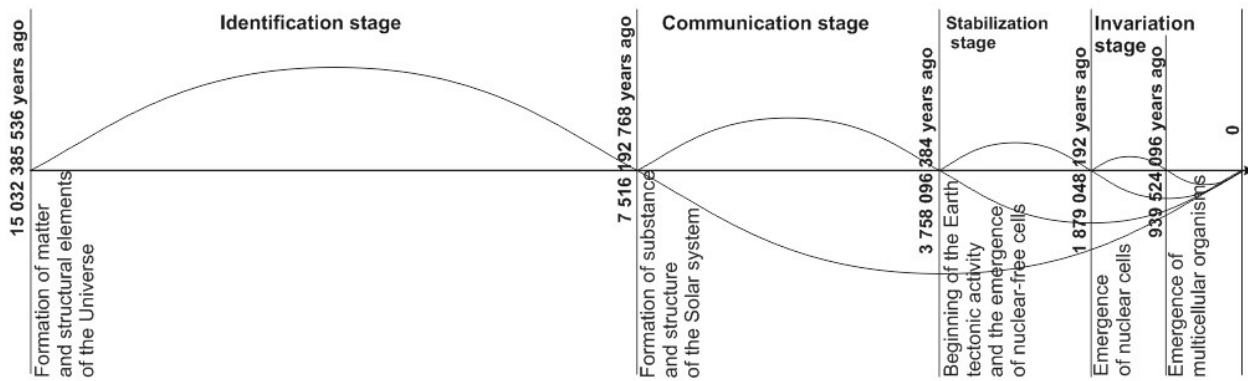 Identification stage
Communication stage
Stabilization
stage
Invariation
stage
15 032 385 536 years ago
7 516 192 768 years ago
3 758 096 384 years ago
1 879 048 192 years ago
939 524 096 years ago
0
Formation of matter
and structural elements
of the Universe
Formation of substance
and structure
of the Solar system
Beginning of the Earth
tectonic activity
and the emergence
of nuclear-free cells
Emergence
of nuclear cells
Emergence of
multicellular organisms